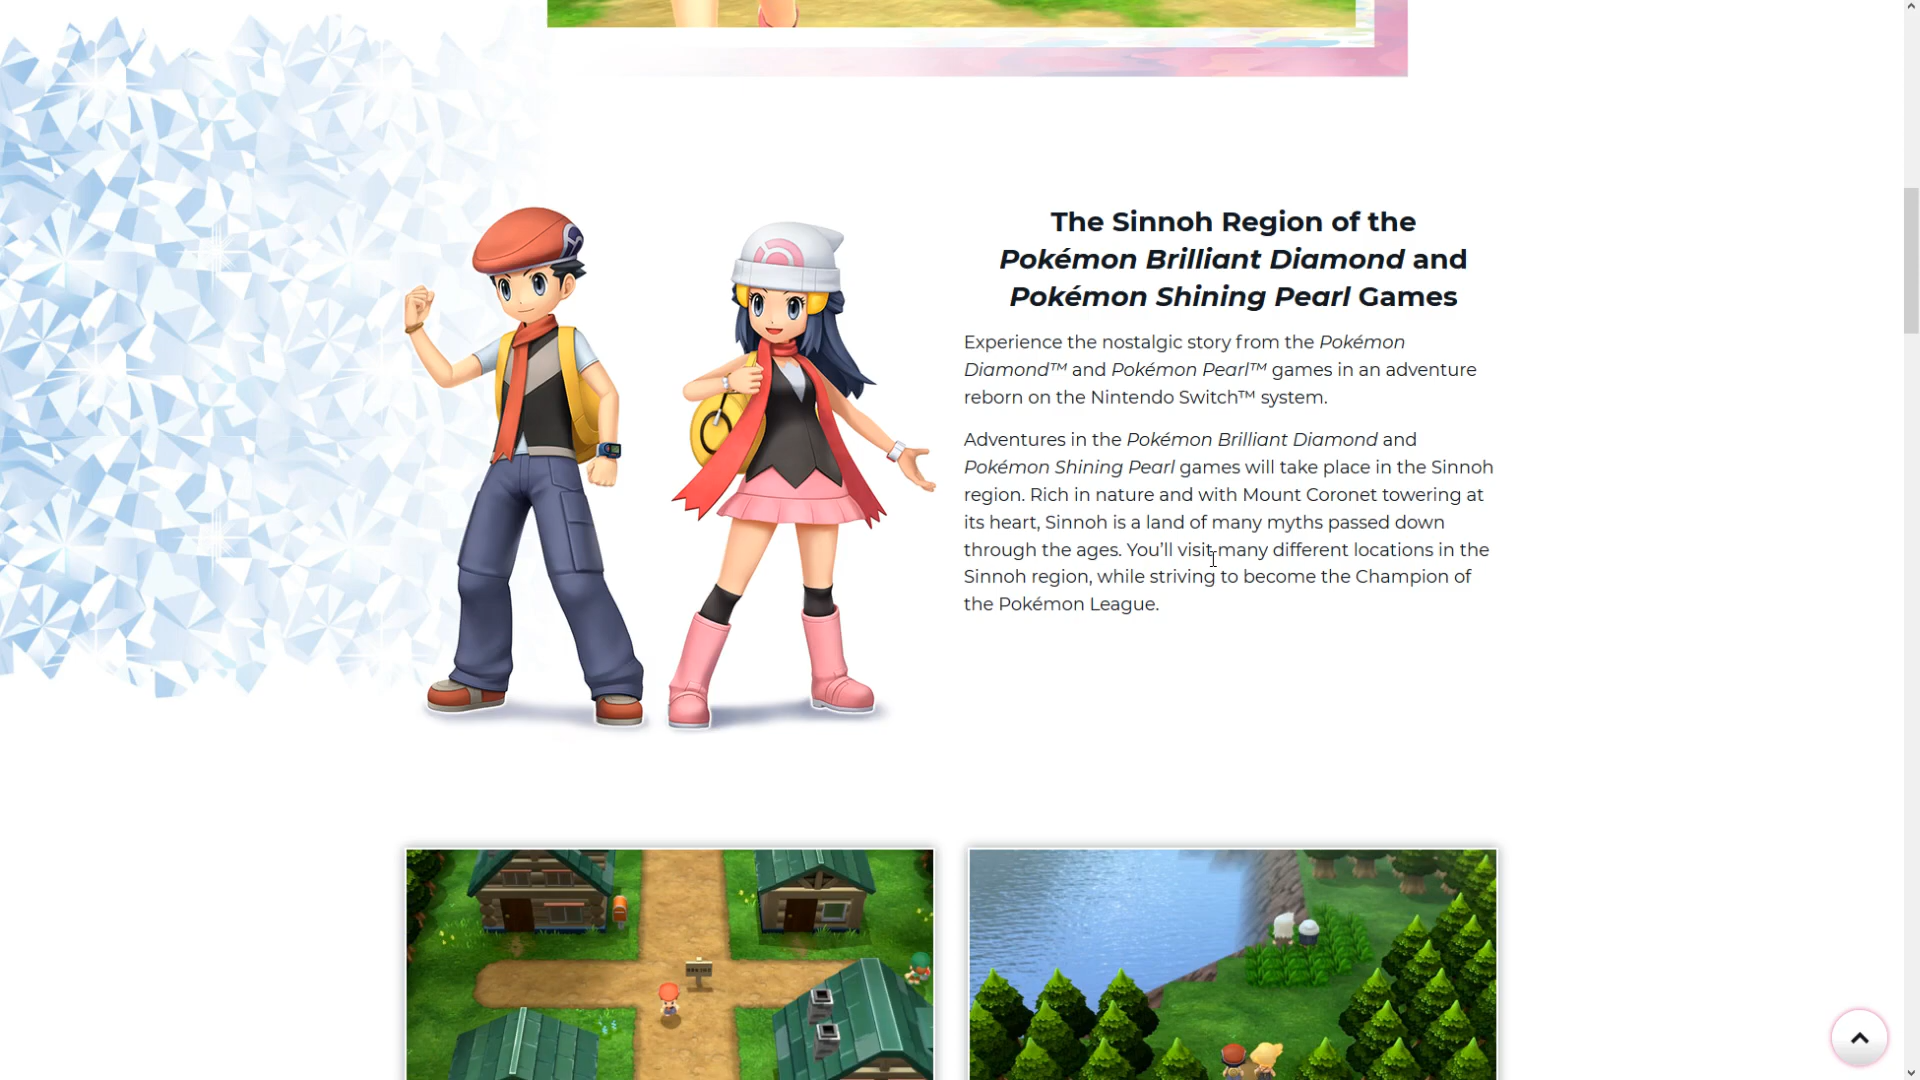 The Sinnoh Region of the
Pokémon Brilliant Diamond and
Pokémon Shining Pearl Games
Experience the nostalgic story from the Pokémon
Diamond™ and Pokémon Pearl™ games in an adventure
reborn on the Nintendo Switch™ system.
Adventures in the Pokémon Brilliant Diamond and
Pokémon Shining Pearl games will take place in the Sinnoh
region. Rich in nature and with Mount Coronet towering at
its heart, Sinnoh is a land of many myths passed down
through the ages. You’ll visit many different locations in the
Sinnoh region, while striving to become the Champion of
the Pokémon League.